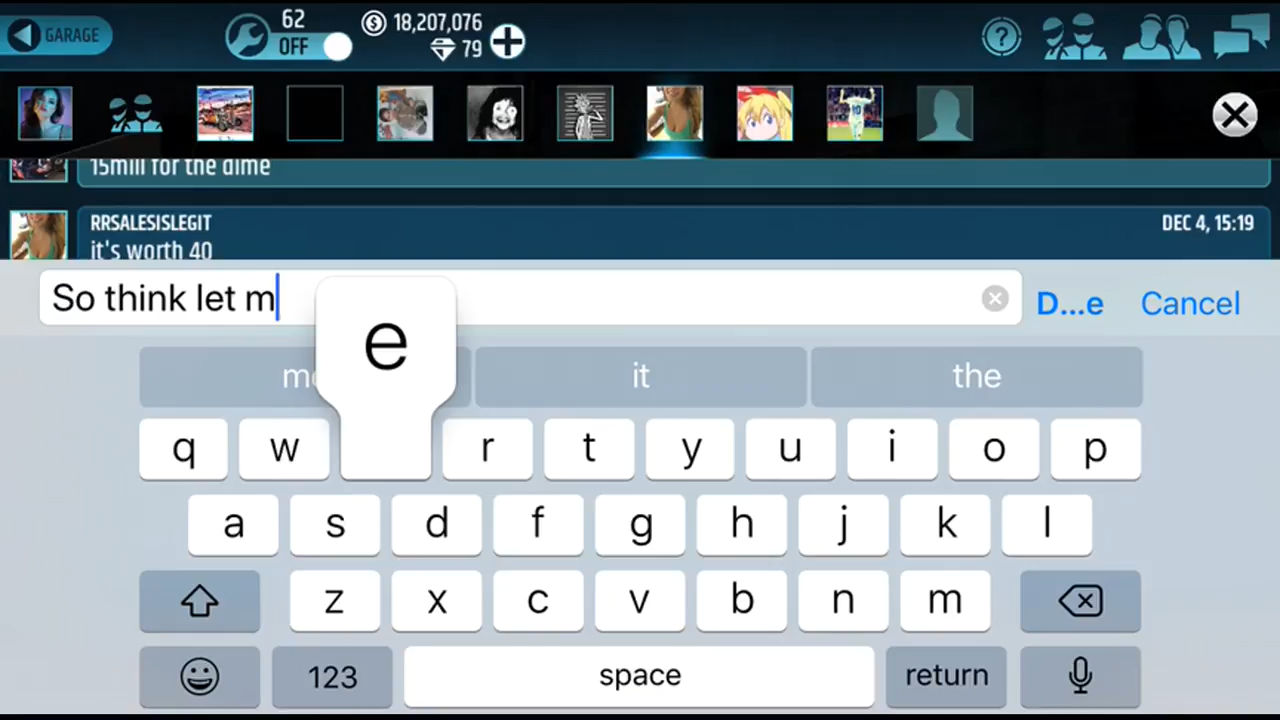 GARAGE
62
OFF
18,207,076
79
15mill for the dime
RRSALESISLEGIT
DEC 4, 15:19
it's worth 40
So think let m
D...e
Cancel
e
it
the
q w r t y u i o p
a s d f g h j k l
z x c v b n m
123
space
return